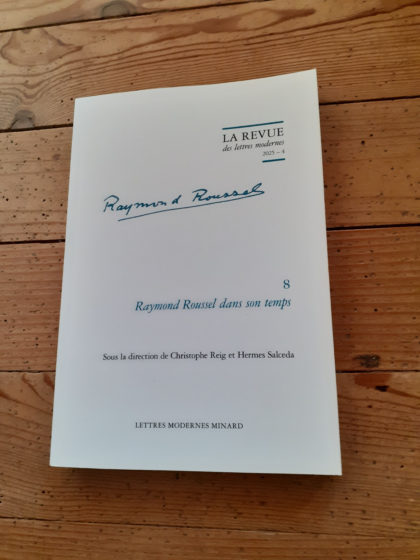 LA REVUE
des lettres modernes
2025 – 4
Raymond Roussel
8
Raymond Roussel dans son temps
Sous la direction de Christophe Reig et Hermes Salceda
LETTRES MODERNES MINARD